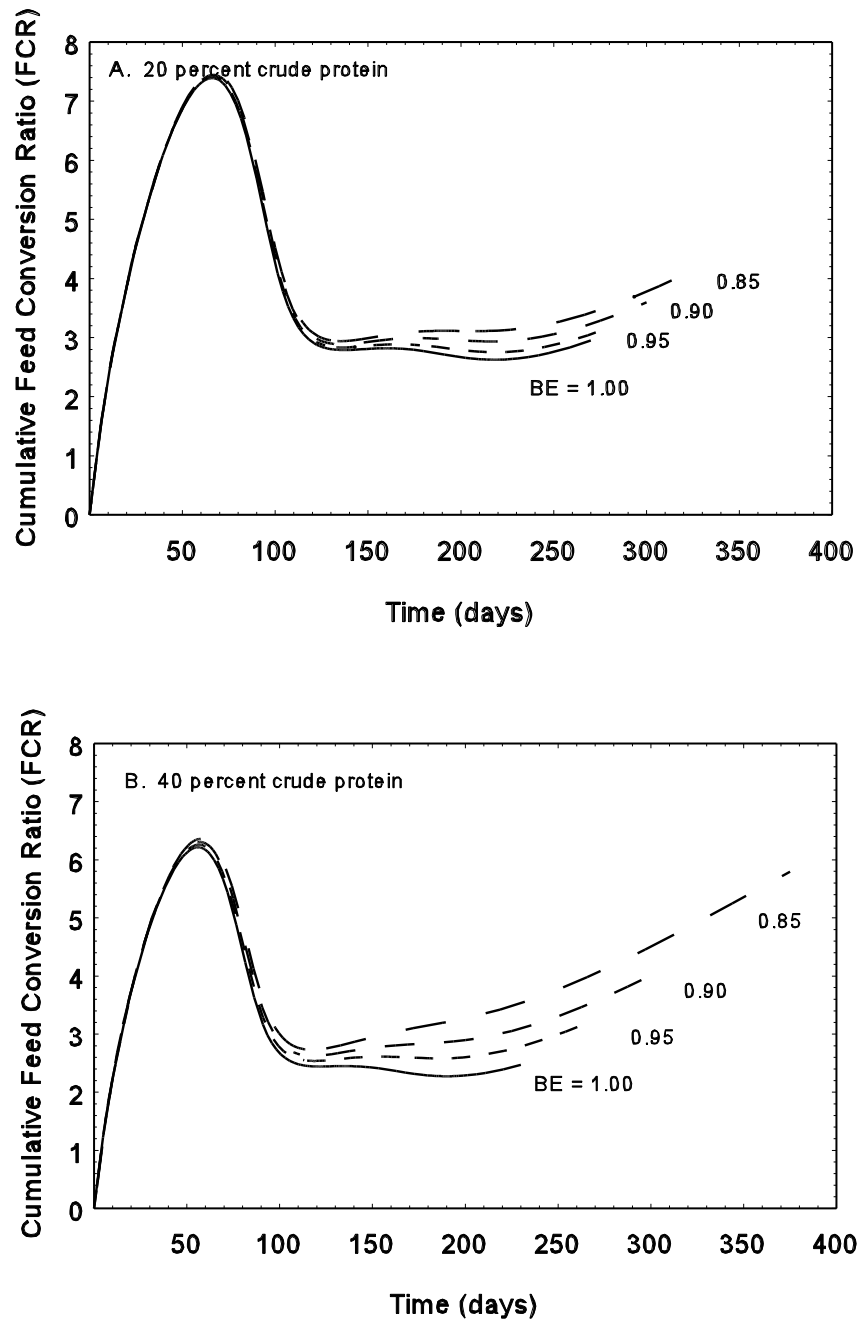 Cumulative Feed Conversion Ratio (FCR)
8
A. 20 percent crude protein
7
6
5
4
0.85
0.90
3
0.95
BE = 1.00
2
1
0
50 100 150 200 250 300 350 400
Time (days)
Cumulative Feed Conversion Ratio (FCR)
8
B. 40 percent crude protein
7
6
5
0.85
4
0.90
3
0.95
BE = 1.00
2
1
0
50 100 150 200 250 300 350 400
Time (days)